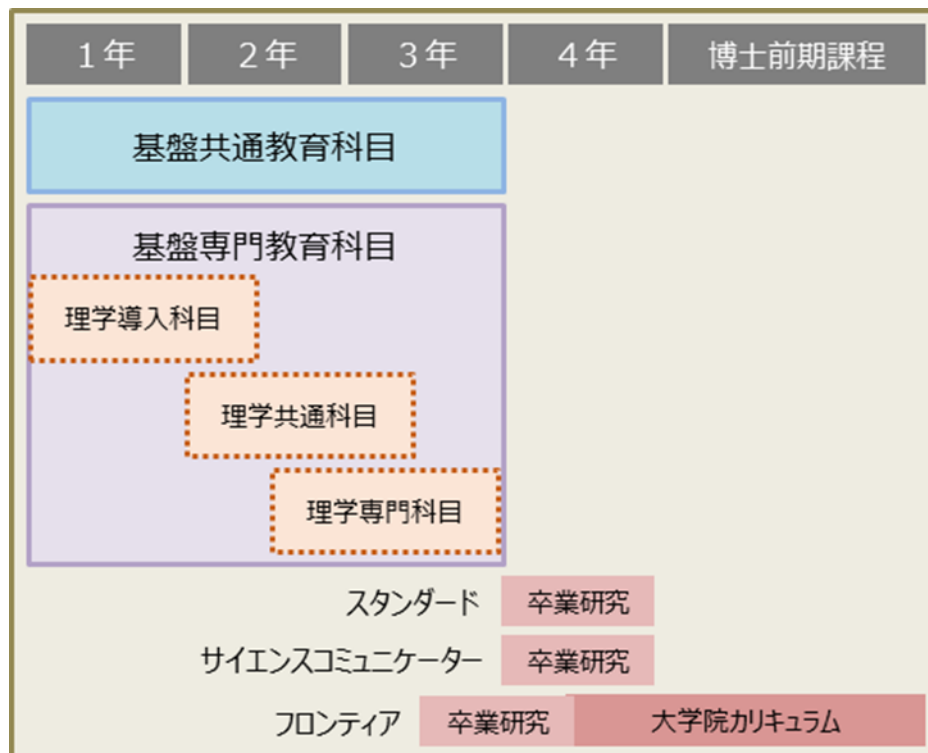 １年 ２年 ３年 ４年 博士前期課程
基盤共通教育科目
基盤専門教育科目
理学導入科目
理学共通科目
理学専門科目
スタンダード 卒業研究
サイエンスコミュニケーター 卒業研究
フロンティア 卒業研究 大学院カリキュラム